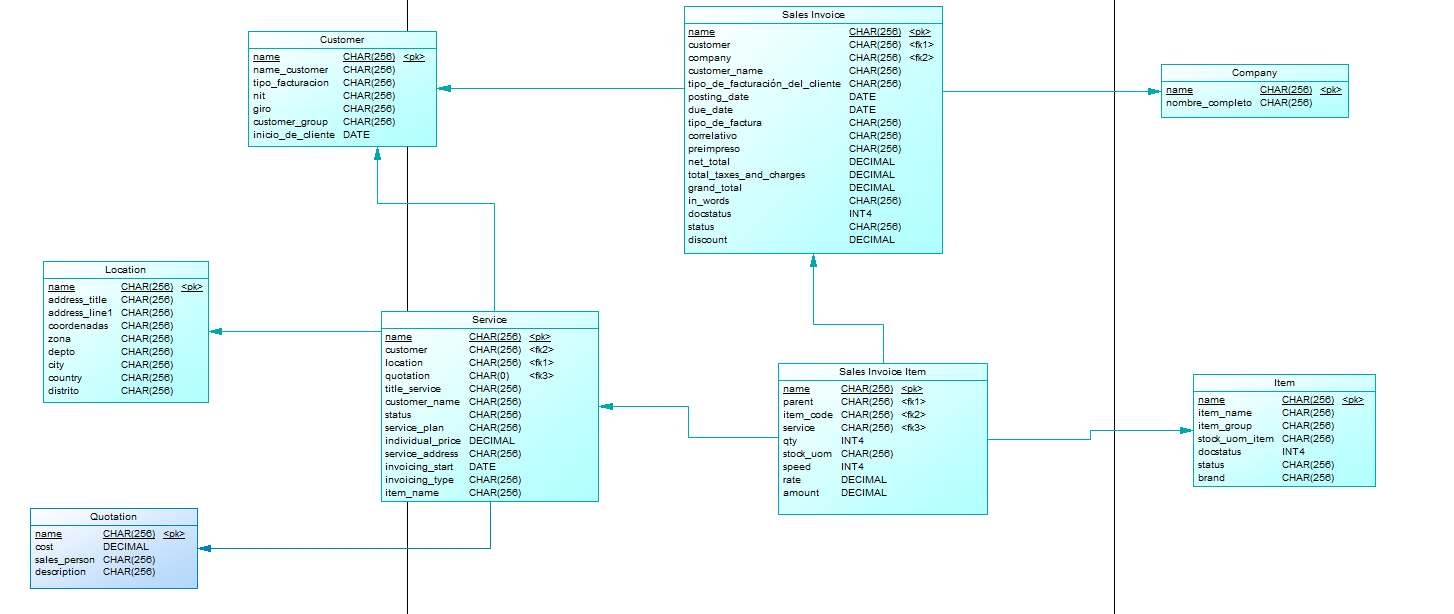 Customer
name CHAR(256) <pk>
name_customer CHAR(256)
tipo_facturacion CHAR(256)
nit CHAR(256)
giro CHAR(256)
customer_group CHAR(256)
inicio_de_cliente DATE
Sales Invoice
name CHAR(256) <pk>
customer CHAR(256) <fk1>
company CHAR(256) <fk2>
customer_name CHAR(256)
tipo_de_facturación_del_cliente CHAR(256)
posting_date DATE
due_date DATE
tipo_de_factura CHAR(256)
correlativo CHAR(256)
preimpreso CHAR(256)
net_total DECIMAL
total_taxes_and_charges DECIMAL
grand_total DECIMAL
in_words CHAR(256)
docstatus INT4
status CHAR(256)
discount DECIMAL
Company
name CHAR(256) <pk>
nombre_completo CHAR(256)
Location
name CHAR(256) <pk>
address_title CHAR(256)
address_line1 CHAR(256)
coordenadas CHAR(256)
zona CHAR(256)
depto CHAR(256)
city CHAR(256)
country CHAR(256)
distrito CHAR(256)
Service
name CHAR(256) <pk>
customer CHAR(256) <fk2>
location CHAR(256) <fk1>
quotation CHAR(0) <fk3>
title_service CHAR(256)
customer_name CHAR(256)
status CHAR(256)
service_plan CHAR(256)
individual_price DECIMAL
service_address CHAR(256)
invoicing_start DATE
invoicing_type CHAR(256)
item_name CHAR(256)
Sales Invoice Item
name CHAR(256) <pk>
parent CHAR(256) <fk1>
item_code CHAR(256) <fk2>
service CHAR(256) <fk3>
qty INT4
stock_uom CHAR(256)
speed INT4
rate DECIMAL
amount DECIMAL
Item
name CHAR(256) <pk>
item_name CHAR(256)
item_group CHAR(256)
stock_uom_item CHAR(256)
docstatus INT4
status CHAR(256)
brand CHAR(256)
Quotation
name CHAR(256) <pk>
cost DECIMAL
sales_person CHAR(256)
description CHAR(256)